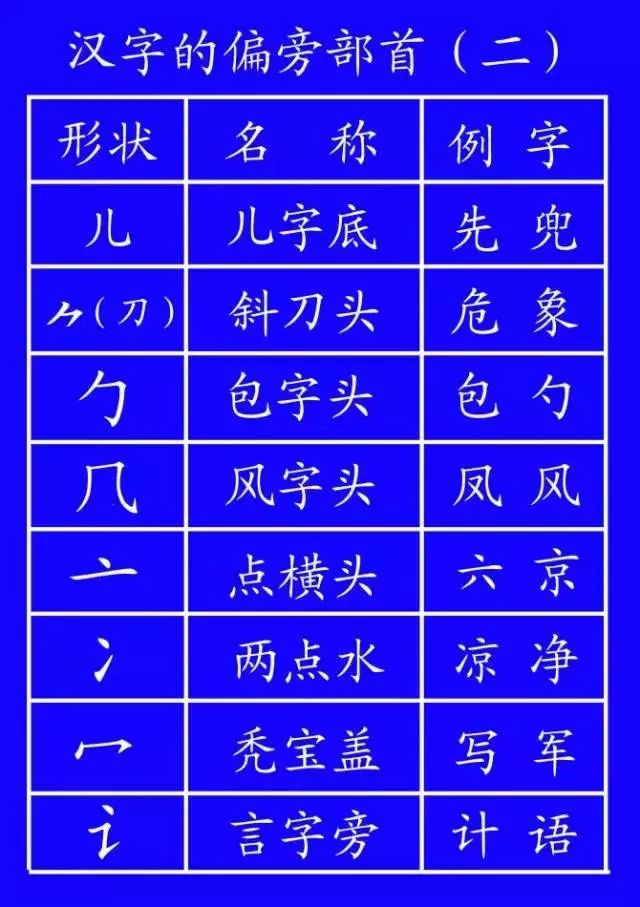 汉字的偏旁部首（二）
形状 名称 例字
儿 儿字底 先 兜
⺈（刀） 斜刀头 危 象
勹 包字头 包 勺
几 风字头 凤 风
亠 点横头 六 京
冫 两点水 凉 净
冖 秃宝盖 写 军
讠 言字旁 计 语